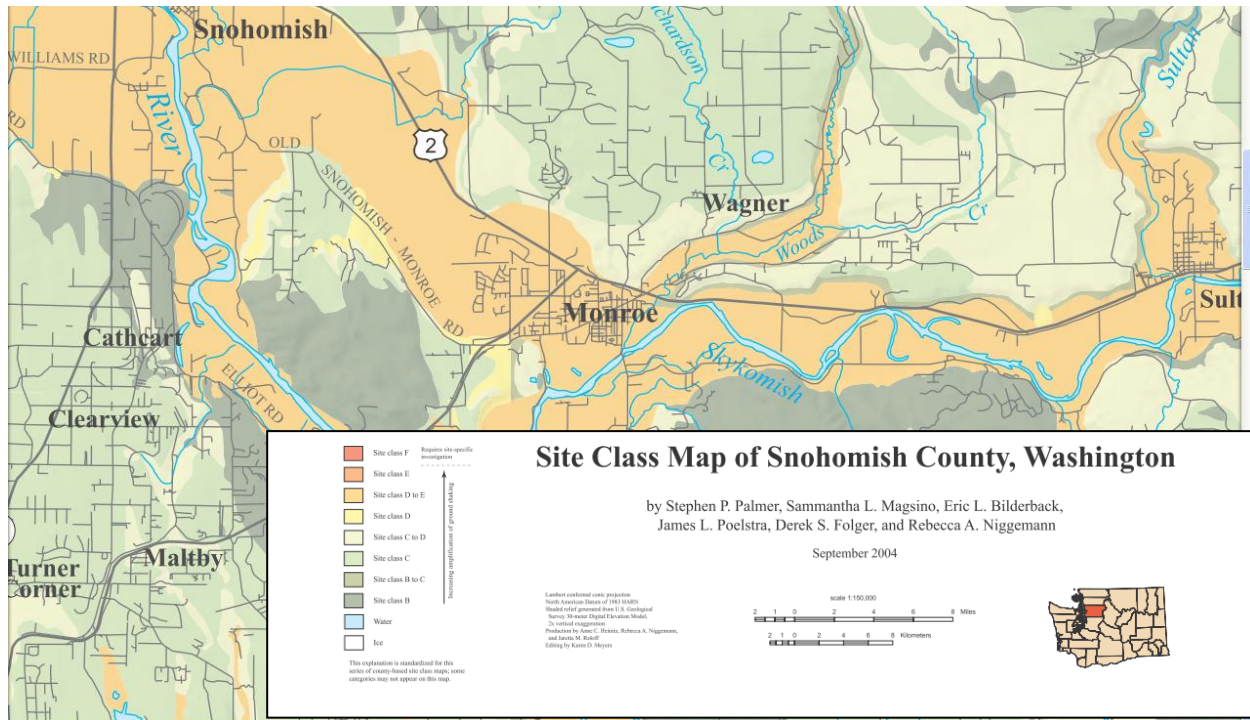 Snohomish
WILLIAMS RD
River
RD
OLD
2
SNOHOMISH - MONROE RD
ichardson
Cr
Wagner
Woods
Cr
Sultan
Monroe
Skykomish
Sult
Cathcart
ELLIOT RD
Clearview
Maltby
Turner
orner
Site class F
Requires site-specific
investigation
Site class E
Site class D to E
Site class D
Site class C to D
Site class C
Site class B to C
Site class B
Water
Ice
Increasing amplification of ground shaking
This explanation is standardized for this
series of county-based site class maps; some
categories may not appear on this map.
Site Class Map of Snohomish County, Washington
by Stephen P. Palmer, Sammantha L. Magsino, Eric L. Bilderback,
James L. Poelstra, Derek S. Folger, and Rebecca A. Niggemann
September 2004
Lambert conformal conic projection
North American Datum of 1983 HARN
Shaded relief generated from U.S. Geological
Survey 30-meter Digital Elevation Model,
2x vertical exaggeration
Production by Anne C. Heinitz, Rebecca A. Niggemann,
and Jaretta M. Roloff
Editing by Karen D. Meyers
scale 1:150,000
2 1 0 2 4 6 8 Miles
2 1 0 2 4 6 8 Kilometers